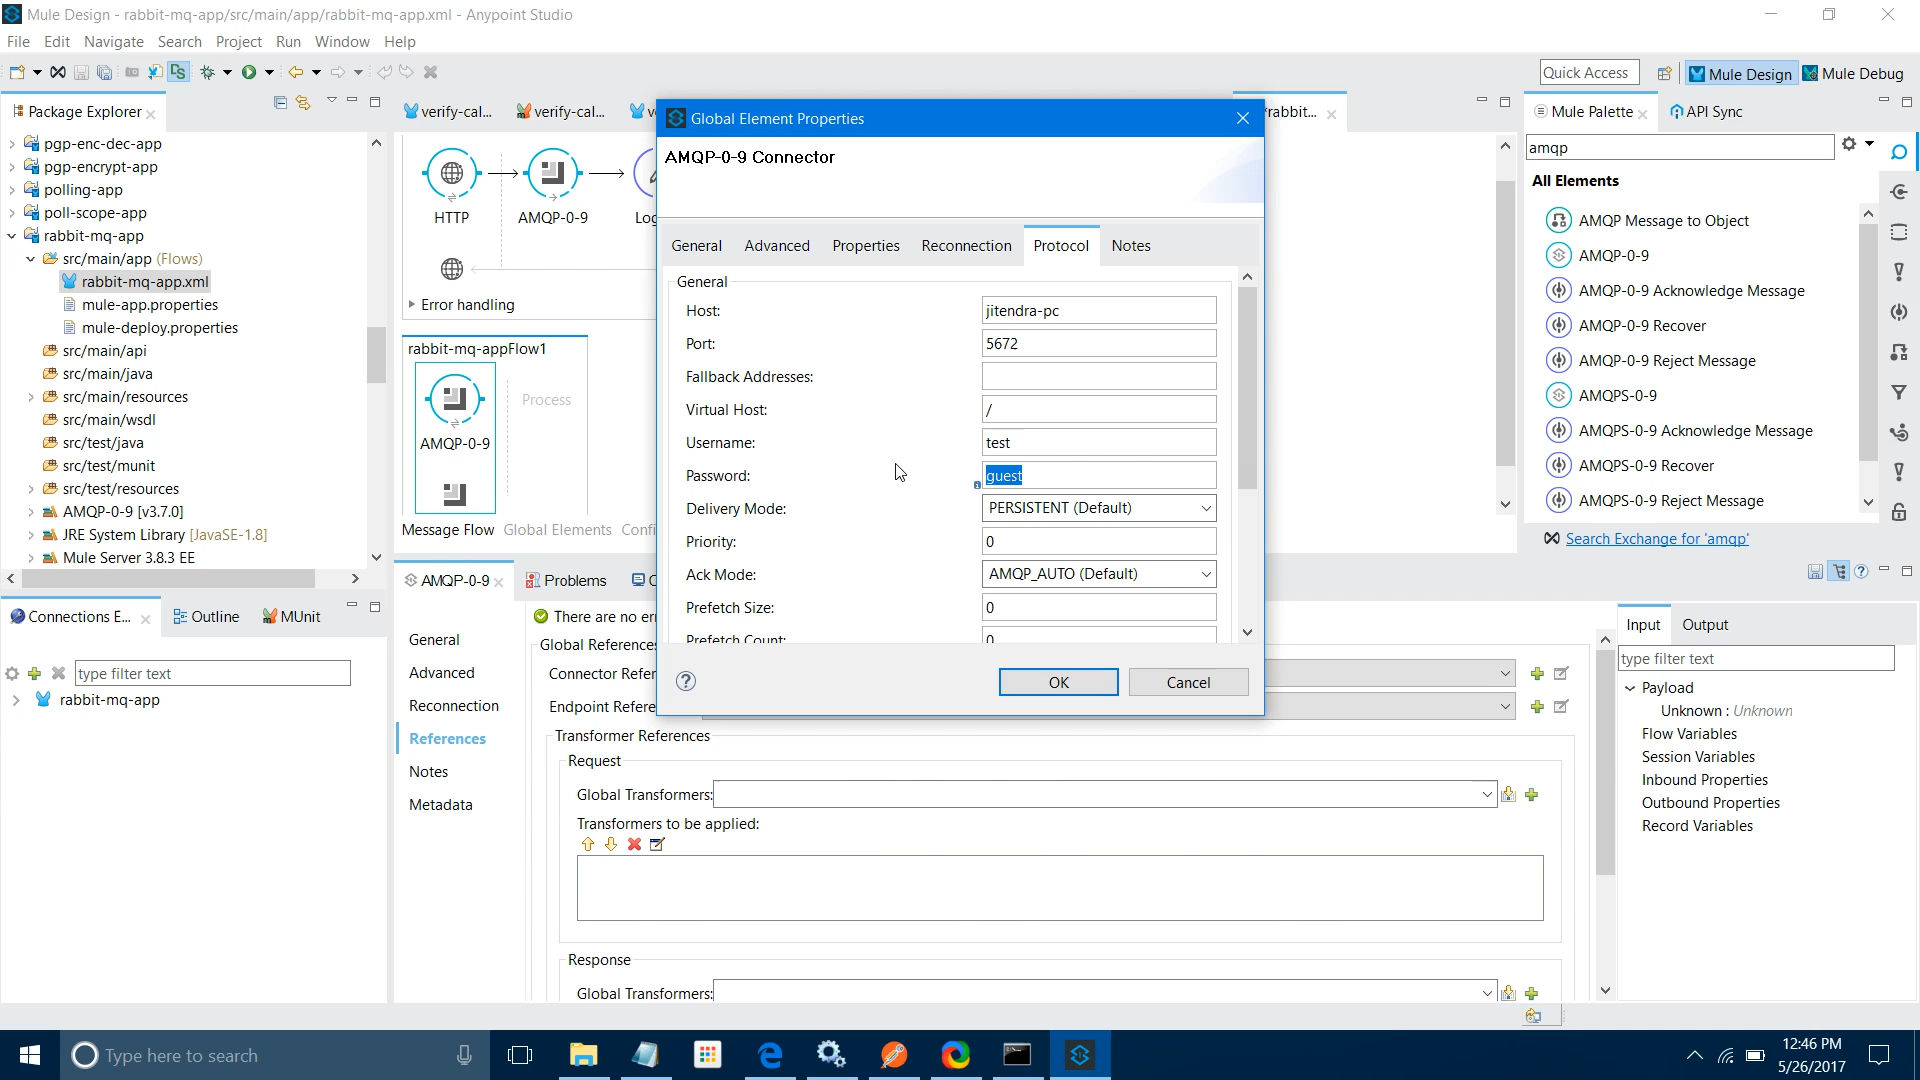 Mule Design - rabbit-mq-app/src/main/app/rabbit-mq-app.xml - Anypoint Studio
File Edit Navigate Search Project Run Window Help
Quick Access
Mule Design
Mule Debug
Package Explorer
pgp-enc-dec-app
pgp-encrypt-app
polling-app
poll-scope-app
rabbit-mq-app
src/main/app (Flows)
rabbit-mq-app.xml
mule-app.properties
mule-deploy.properties
src/main/api
src/main/java
src/main/resources
src/main/wsdl
src/test/java
src/test/munit
src/test/resources
AMQP-0-9 [v3.7.0]
JRE System Library [JavaSE-1.8]
Mule Server 3.8.3 EE
Connections E...
Outline
MUnit
type filter text
rabbit-mq-app
verify-cal...
verify-cal...
rabbit...
HTTP
AMQP-0-9
Error handling
rabbit-mq-appFlow1
AMQP-0-9
Process
Message Flow Global Elements
Global Element Properties
AMQP-0-9 Connector
General Advanced Properties Reconnection Protocol Notes
General
Host: jitendra-pc
Port: 5672
Fallback Addresses:
Virtual Host: /
Username: test
Password: guest
Delivery Mode: PERSISTENT (Default)
Priority: 0
Ack Mode: AMQP_AUTO (Default)
Prefetch Size: 0
Prefetch Count: 0
OK
Cancel
Mule Palette
API Sync
amqp
All Elements
AMQP Message to Object
AMQP-0-9
AMQP-0-9 Acknowledge Message
AMQP-0-9 Recover
AMQP-0-9 Reject Message
AMQPS-0-9
AMQPS-0-9 Acknowledge Message
AMQPS-0-9 Recover
AMQPS-0-9 Reject Message
Search Exchange for 'amqp'
AMQP-0-9
Problems
General
Advanced
Reconnection
References
Notes
Metadata
There are no er
Global References
Connector Refer
Endpoint Refere
Transformer References
Request
Global Transformers:
Transformers to be applied:
Response
Global Transformers:
Input
Output
type filter text
Payload
Unknown : Unknown
Flow Variables
Session Variables
Inbound Properties
Outbound Properties
Record Variables
Type here to search
12:46 PM
5/26/2017